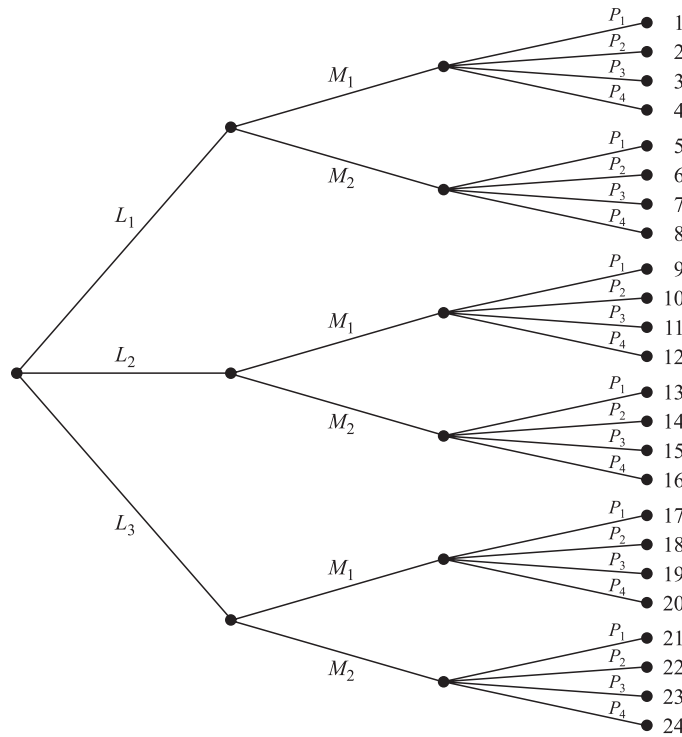 P₁ 1
P₂ 2
P₃ 3
M₁ P₄ 4
P₁ 5
P₂ 6
M₂ P₃ 7
L₁ P₄ 8
P₁ 9
P₂ 10
M₁ P₃ 11
L₂ P₄ 12
P₁ 13
M₂ P₂ 14
P₃ 15
P₄ 16
L₃ P₁ 17
P₂ 18
M₁ P₃ 19
P₄ 20
P₁ 21
M₂ P₂ 22
P₃ 23
P₄ 24